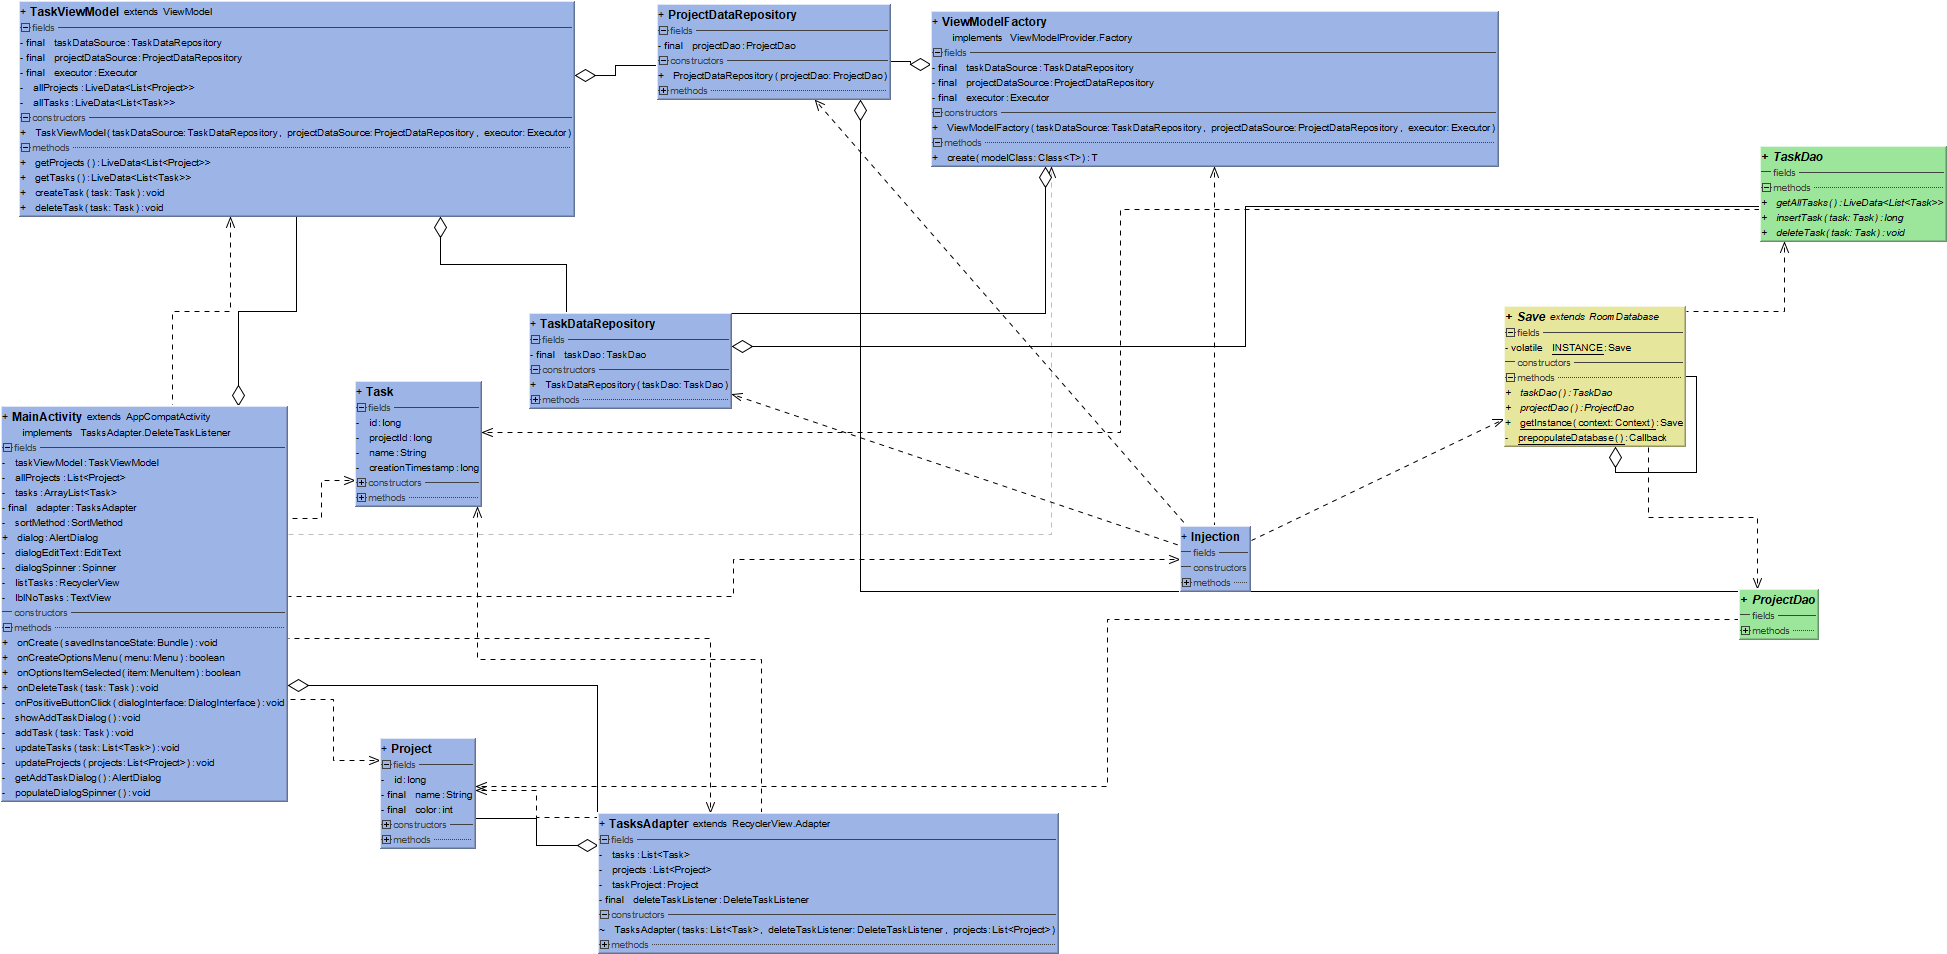 + TaskViewModel extends ViewModel
fields
- final taskDataSource : TaskDataRepository
- final projectDataSource : ProjectDataRepository
- final executor : Executor
- allProjects : LiveData<List<Project>>
- allTasks : LiveData<List<Task>>
constructors
+ TaskViewModel ( taskDataSource: TaskDataRepository , projectDataSource: ProjectDataRepository , executor: Executor )
methods
+ getProjects ( ) : LiveData<List<Project>>
+ getTasks ( ) : LiveData<List<Task>>
+ createTask ( task: Task ) : void
+ deleteTask ( task: Task ) : void
+ ProjectDataRepository
fields
- final projectDao : ProjectDao
constructors
+ ProjectDataRepository ( projectDao: ProjectDao )
methods
+ ViewModelFactory
implements ViewModelProvider.Factory
fields
- final taskDataSource : TaskDataRepository
- final projectDataSource : ProjectDataRepository
- final executor : Executor
constructors
+ ViewModelFactory ( taskDataSource: TaskDataRepository , projectDataSource: ProjectDataRepository , executor: Executor )
methods
+ create ( modelClass: Class<T> ) : T
+ TaskDao
fields
methods
+ getAllTasks ( ) : LiveData<List<Task>>
+ insertTask ( task: Task ) : long
+ deleteTask ( task: Task ) : void
+ TaskDataRepository
fields
- final taskDao : TaskDao
constructors
+ TaskDataRepository ( taskDao: TaskDao )
methods
+ Save extends RoomDatabase
fields
- volatile INSTANCE : Save
constructors
methods
+ taskDao ( ) : TaskDao
+ projectDao ( ) : ProjectDao
+ getInstance ( context: Context ) : Save
- prepopulateDatabase ( ) : Callback
+ Task
fields
- id : long
- projectId : long
- name : String
- creationTimestamp : long
constructors
methods
+ MainActivity extends AppCompatActivity
implements TasksAdapter.DeleteTaskListener
fields
- taskViewModel : TaskViewModel
- allProjects : List<Project>
- tasks : ArrayList<Task>
- final adapter : TasksAdapter
- sortMethod : SortMethod
+ dialog : AlertDialog
- dialogEditText : EditText
- dialogSpinner : Spinner
- listTasks : RecyclerView
- lblNoTasks : TextView
constructors
methods
+ onCreate ( savedInstanceState: Bundle ) : void
+ onCreateOptionsMenu ( menu: Menu ) : boolean
+ onOptionsItemSelected ( item: MenuItem ) : boolean
+ onDeleteTask ( task: Task ) : void
- onPositiveButtonClick ( dialogInterface: DialogInterface ) : void
- showAddTaskDialog ( ) : void
- addTask ( task: Task ) : void
- updateTasks ( task: List<Task> ) : void
- updateProjects ( projects: List<Project> ) : void
- getAddTaskDialog ( ) : AlertDialog
- populateDialogSpinner ( ) : void
+ Injection
fields
constructors
methods
+ ProjectDao
fields
methods
+ Project
fields
- id : long
- final name : String
- final color : int
constructors
methods
+ TasksAdapter extends RecyclerView.Adapter
fields
- tasks : List<Task>
- projects : List<Project>
- taskProject : Project
- final deleteTaskListener : DeleteTaskListener
constructors
~ TasksAdapter ( tasks: List<Task> , deleteTaskListener: DeleteTaskListener , projects: List<Project> )
methods